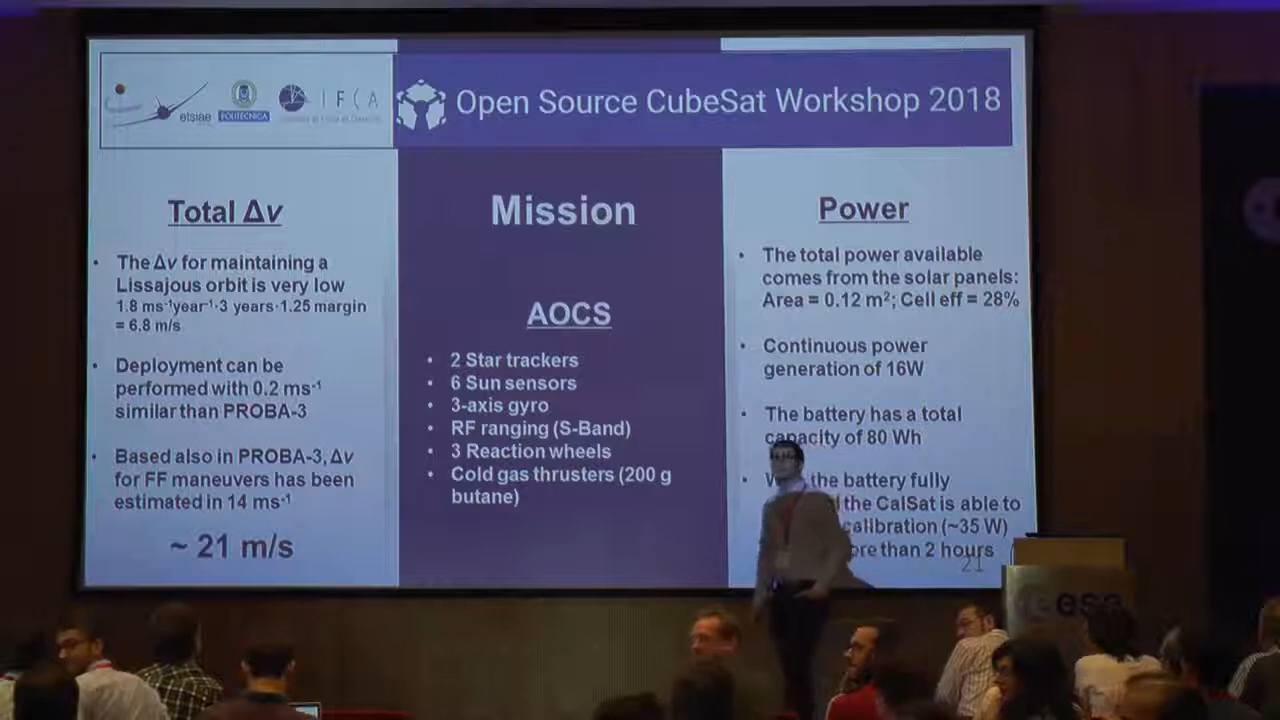 etsiae
POLITÉCNICA
IFCA
Open Source CubeSat Workshop 2018
Total Δv
• The Δv for maintaining a
Lissajous orbit is very low
1.8 ms⁻¹year⁻¹·3 years·1.25 margin
= 6.8 m/s
• Deployment can be
performed with 0.2 ms⁻¹
similar than PROBA-3
• Based also in PROBA-3, Δv
for FF maneuvers has been
estimated in 14 ms⁻¹
~ 21 m/s
Mission
AOCS
• 2 Star trackers
• 6 Sun sensors
• 3-axis gyro
• RF ranging (S-Band)
• 3 Reaction wheels
• Cold gas thrusters (200 g
butane)
Power
• The total power available
comes from the solar panels:
Area = 0.12 m²; Cell eff = 28%
• Continuous power
generation of 16W
• The battery has a total
capacity of 80 Wh
• the battery fully
the CalSat is able to
calibration (~35 W)
than 2 hours
21
esa